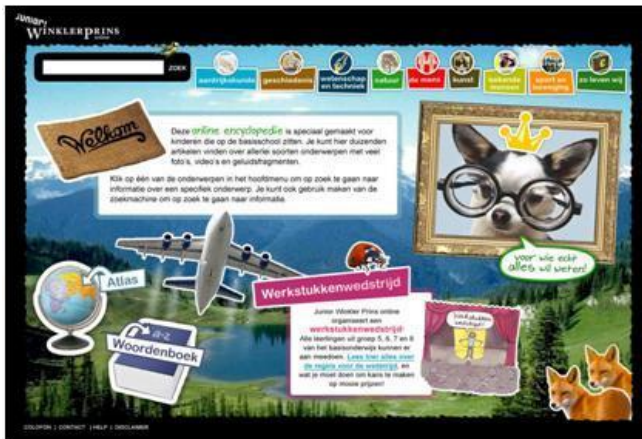 Junior!
WINKLERPRINS
online
ZOEK
aardrijkskunde
geschiedenis
wetenschap
en techniek
natuur
de mens
kunst
bekende
mensen
sport en
beweging
zo leven wij
Welkom
Deze online encyclopedie is speciaal gemaakt voor
kinderen die op de basisschool zitten. Je kunt hier duizenden
artikelen vinden over allerlei soorten onderwerpen met veel
foto's, video's en geluidsfragmenten.
Klik op één van de onderwerpen in het hoofdmenu om op zoek te gaan naar
informatie over een specifiek onderwerp. Je kunt ook gebruik maken van de
zoekmachine om op zoek te gaan naar informatie.
voor wie echt
alles wil weten!
Atlas
a-z
Woordenboek
Werkstukkenwedstrijd
Junior Winkler Prins online
organiseert een
werkstukkenwedstrijd!
Alle leerlingen uit groep 5, 6, 7 en 8
van het basisonderwijs kunnen er
aan meedoen. Lees hier alles over
de regels voor de wedstrijd, en
wat je moet doen om kans te maken
op mooie prijzen!
COLOFON | CONTACT | HELP | DISCLAIMER